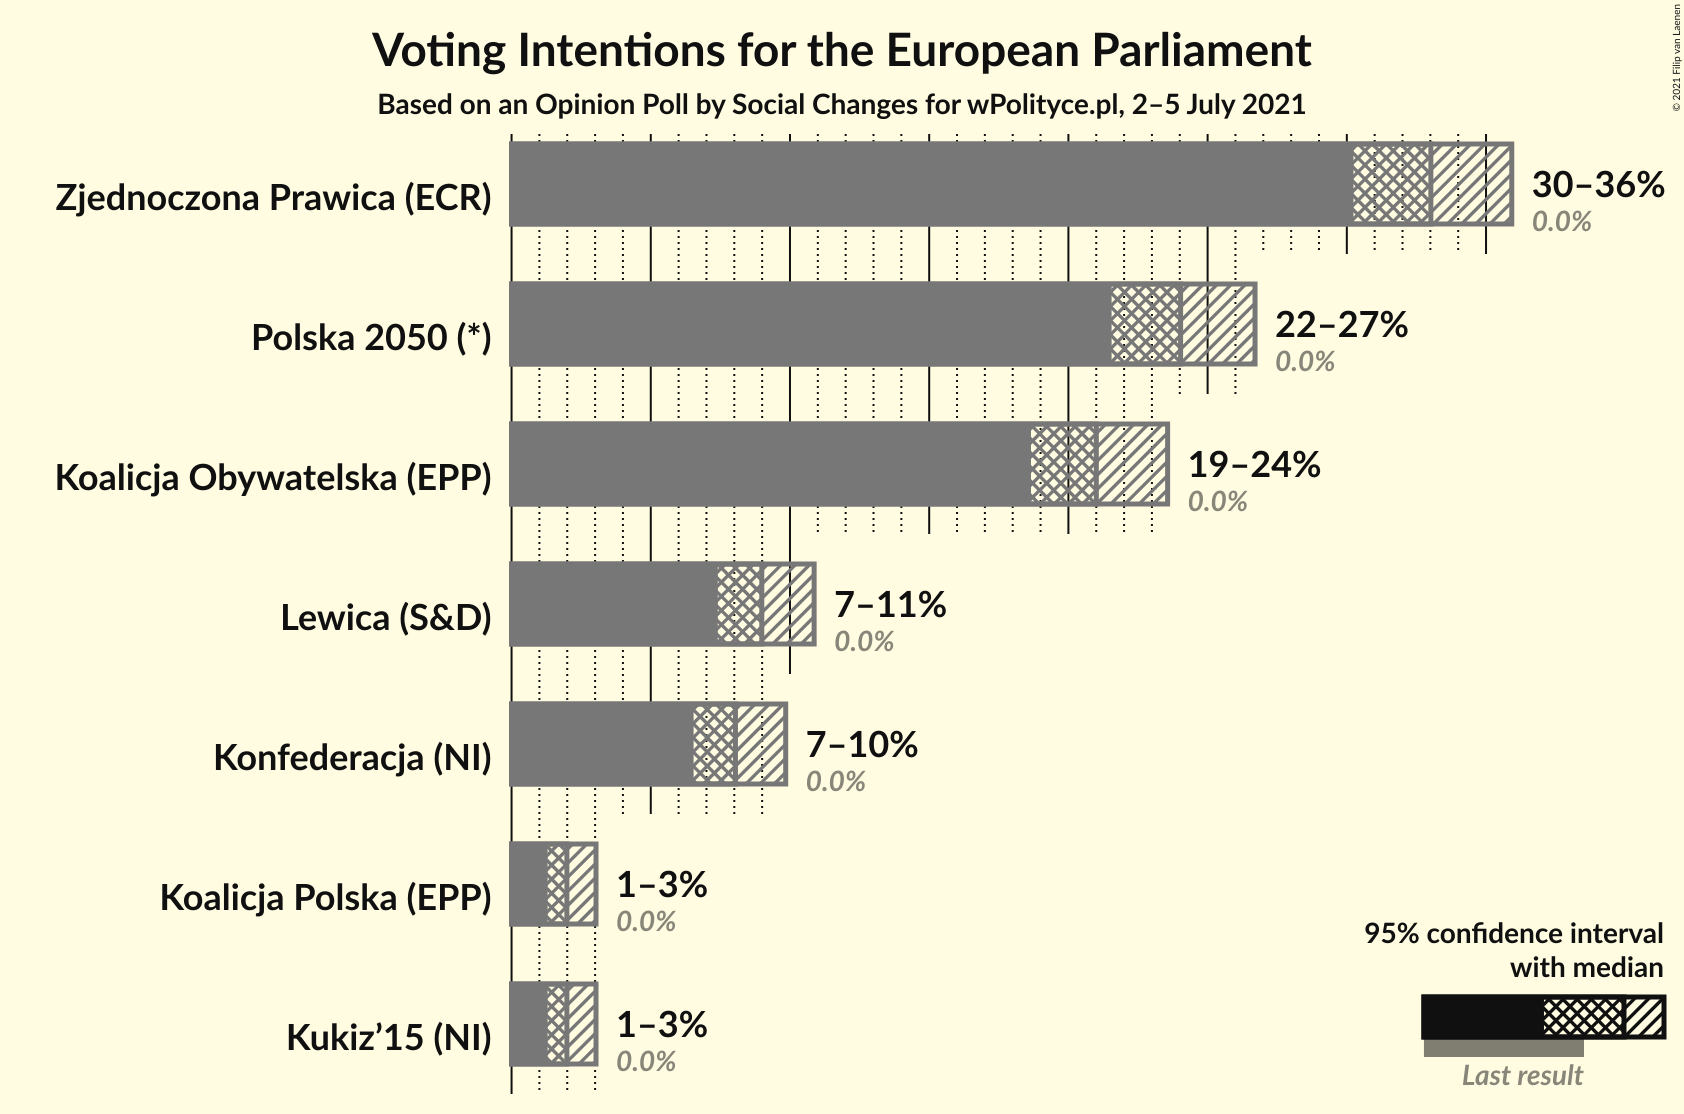 Voting Intentions for the European Parliament
Based on an Opinion Poll by Social Changes for wPolityce.pl, 2–5 July 2021
© 2021 Filip van Laenen
Zjednoczona Prawica (ECR)
30–36%
0.0%
Polska 2050 (*)
22–27%
0.0%
Koalicja Obywatelska (EPP)
19–24%
0.0%
Lewica (S&D)
7–11%
0.0%
Konfederacja (NI)
7–10%
0.0%
Koalicja Polska (EPP)
1–3%
0.0%
Kukiz’15 (NI)
1–3%
0.0%
95% confidence interval
with median
Last result